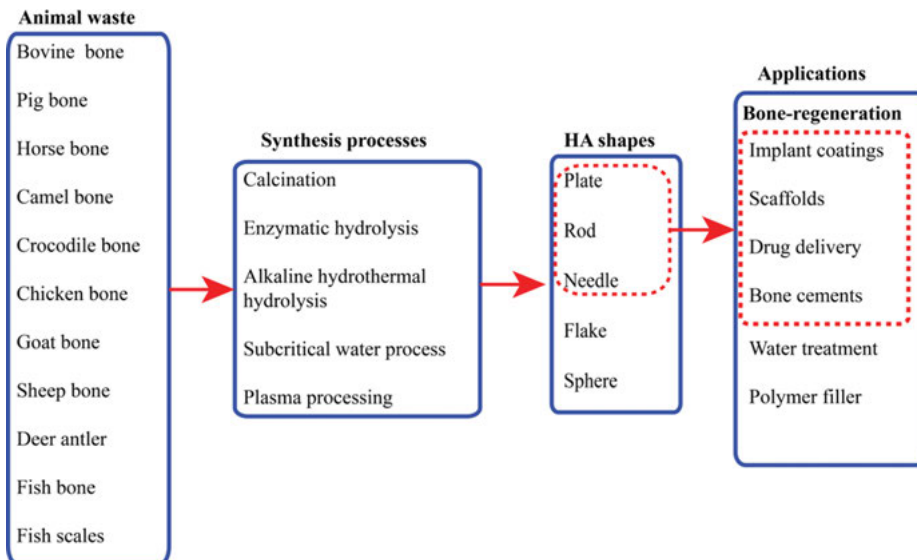 Animal waste
Bovine bone
Pig bone
Horse bone
Camel bone
Crocodile bone
Chicken bone
Goat bone
Sheep bone
Deer antler
Fish bone
Fish scales
Synthesis processes
Calcination
Enzymatic hydrolysis
Alkaline hydrothermal
hydrolysis
Subcritical water process
Plasma processing
HA shapes
Plate
Rod
Needle
Flake
Sphere
Applications
Bone-regeneration
Implant coatings
Scaffolds
Drug delivery
Bone cements
Water treatment
Polymer filler